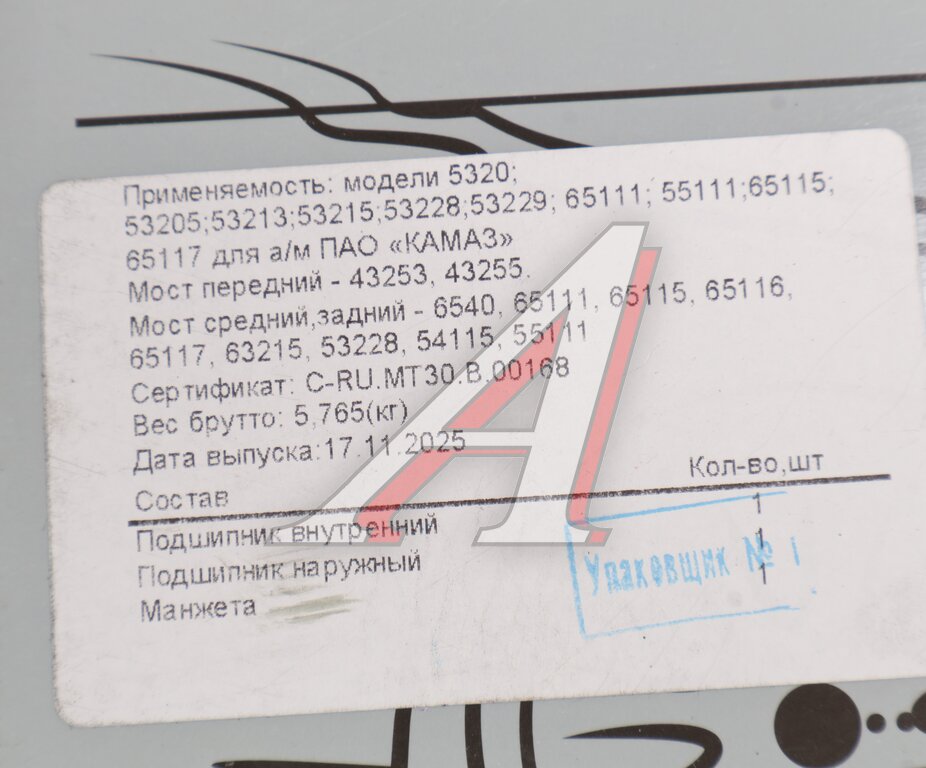 Применяемость: модели 5320;
53205;53213;53215;53228;53229; 65111; 55111;65115;
65117 для а/м ПАО «КАМАЗ»
Мост передний - 43253, 43255.
Мост средний,задний - 6540, 65111, 65115, 65116,
65117, 63215, 53228, 54115, 55111
Сертификат: C-RU.MT30.B.00168
Вес брутто: 5,765(кг)
Дата выпуска:17.11.2025
Состав Кол-во,шт
Подшипник внутренний 1
Подшипник наружный 1
Манжета 1
Упаковщик № 1